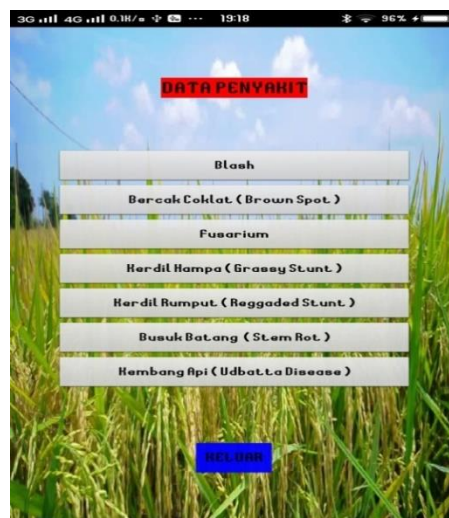 3G 4G 0.1K/s ··· 19:18 96%
DATA PENYAKIT
Blash
Bercak Coklat ( Brown Spot )
Fusarium
Kerdil Hampa ( Grassy Stunt )
Kerdil Rumput ( Reggaded Stunt )
Busuk Batang ( Stem Rot )
Kembang Api ( Udbatta Disease )
KELUAR